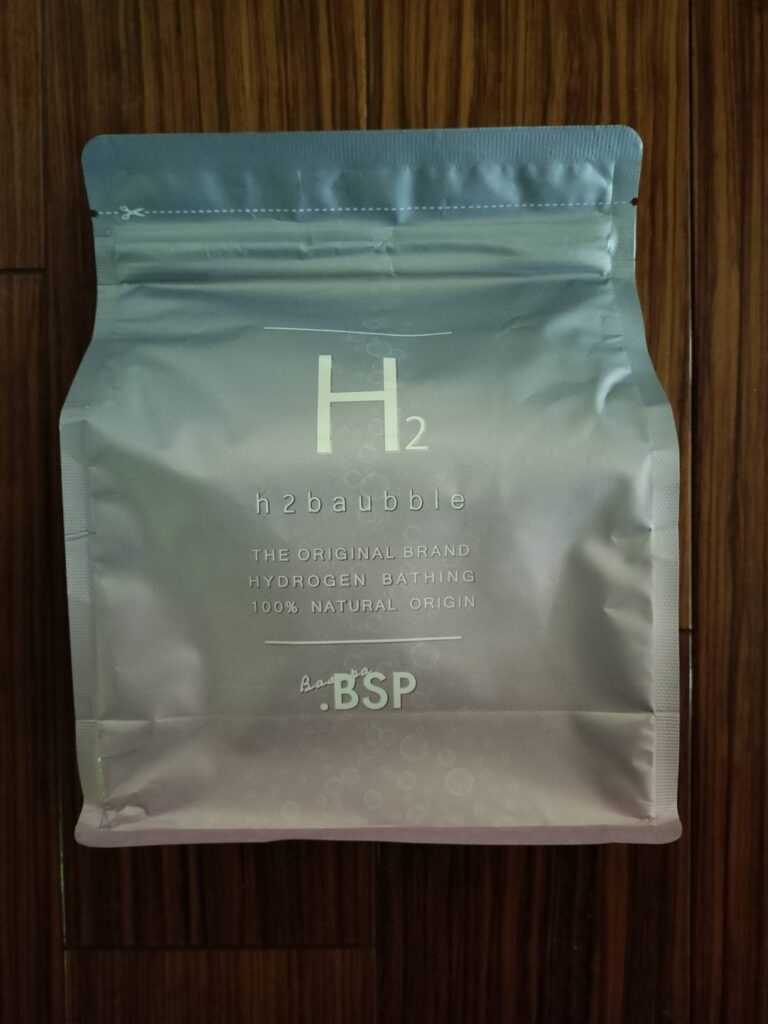 H2
h2baubble
THE ORIGINAL BRAND
HYDROGEN BATHING
100% NATURAL ORIGIN
.BSP